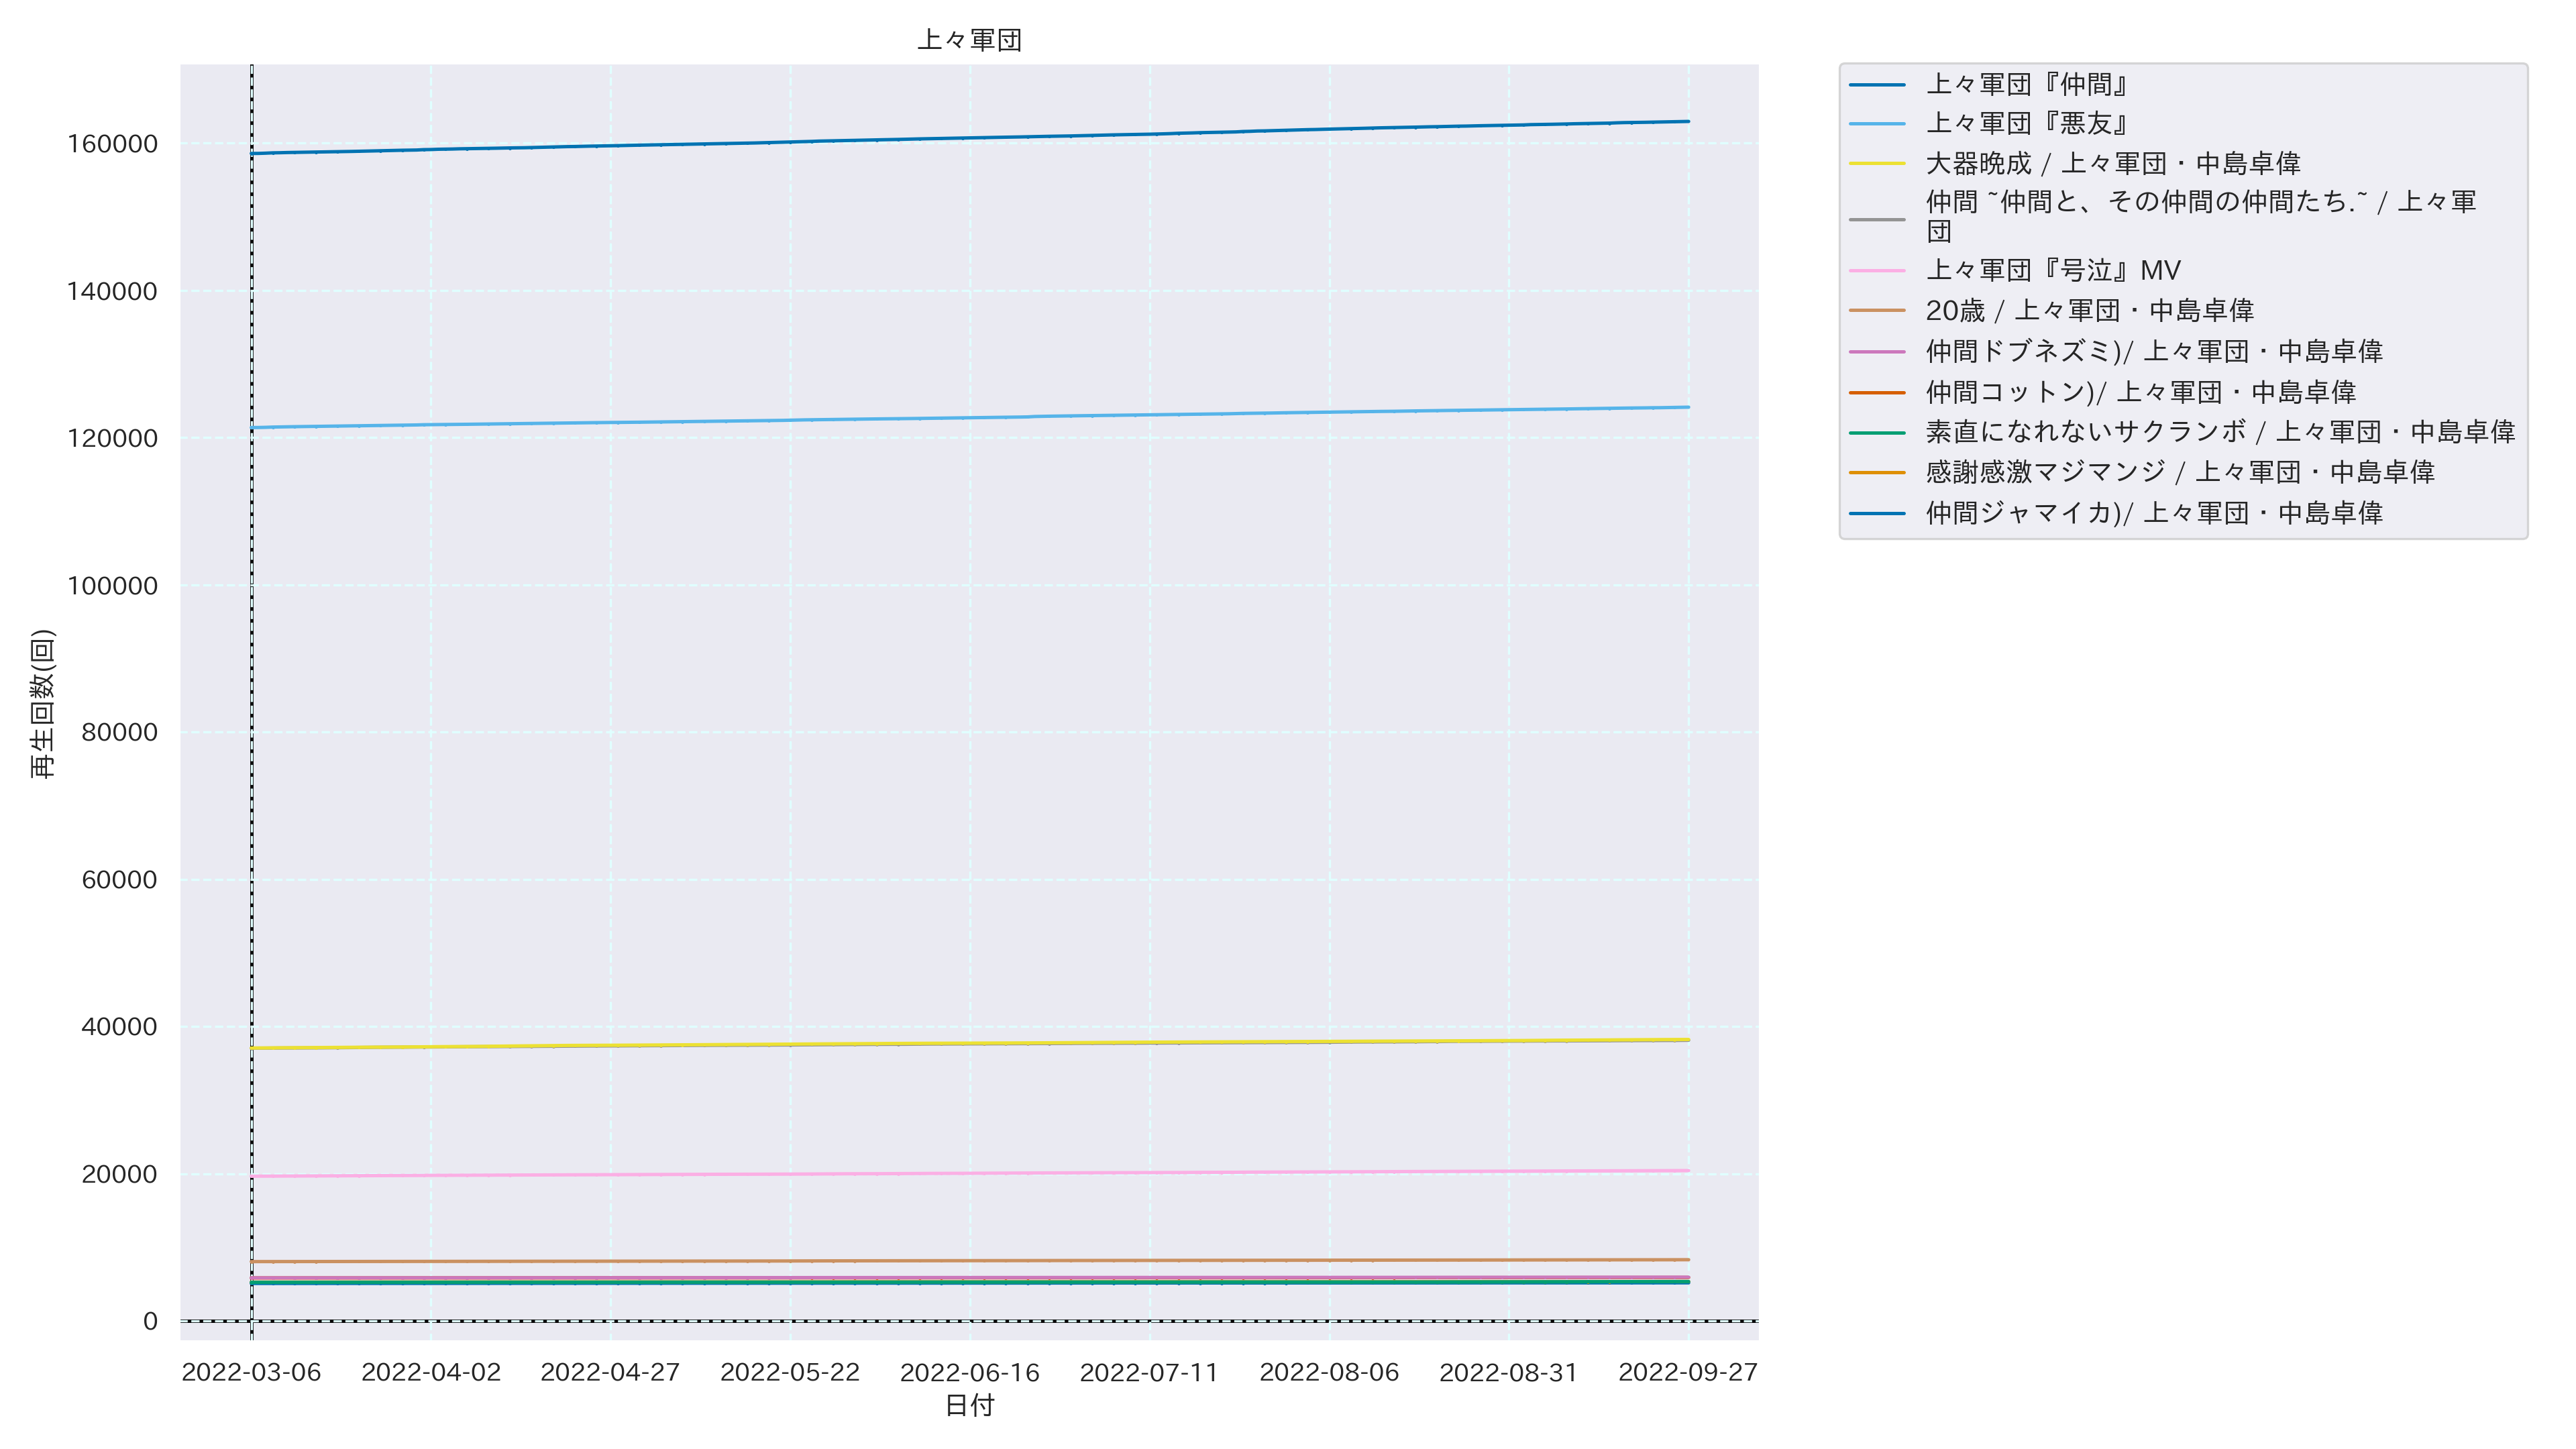 上々軍団
160000
140000
120000
100000
80000
60000
40000
20000
0
再生回数(回)
2022-03-06
2022-04-02
2022-04-27
2022-05-22
2022-06-16
2022-07-11
2022-08-06
2022-08-31
2022-09-27
日付
上々軍団『仲間』
上々軍団『悪友』
大器晩成 / 上々軍団・中島卓偉
仲間 ~仲間と、その仲間の仲間たち.~ / 上々軍
団
上々軍団『号泣』MV
20歳 / 上々軍団・中島卓偉
仲間ドブネズミ)/ 上々軍団・中島卓偉
仲間コットン)/ 上々軍団・中島卓偉
素直になれないサクランボ / 上々軍団・中島卓偉
感謝感激マジマンジ / 上々軍団・中島卓偉
仲間ジャマイカ)/ 上々軍団・中島卓偉